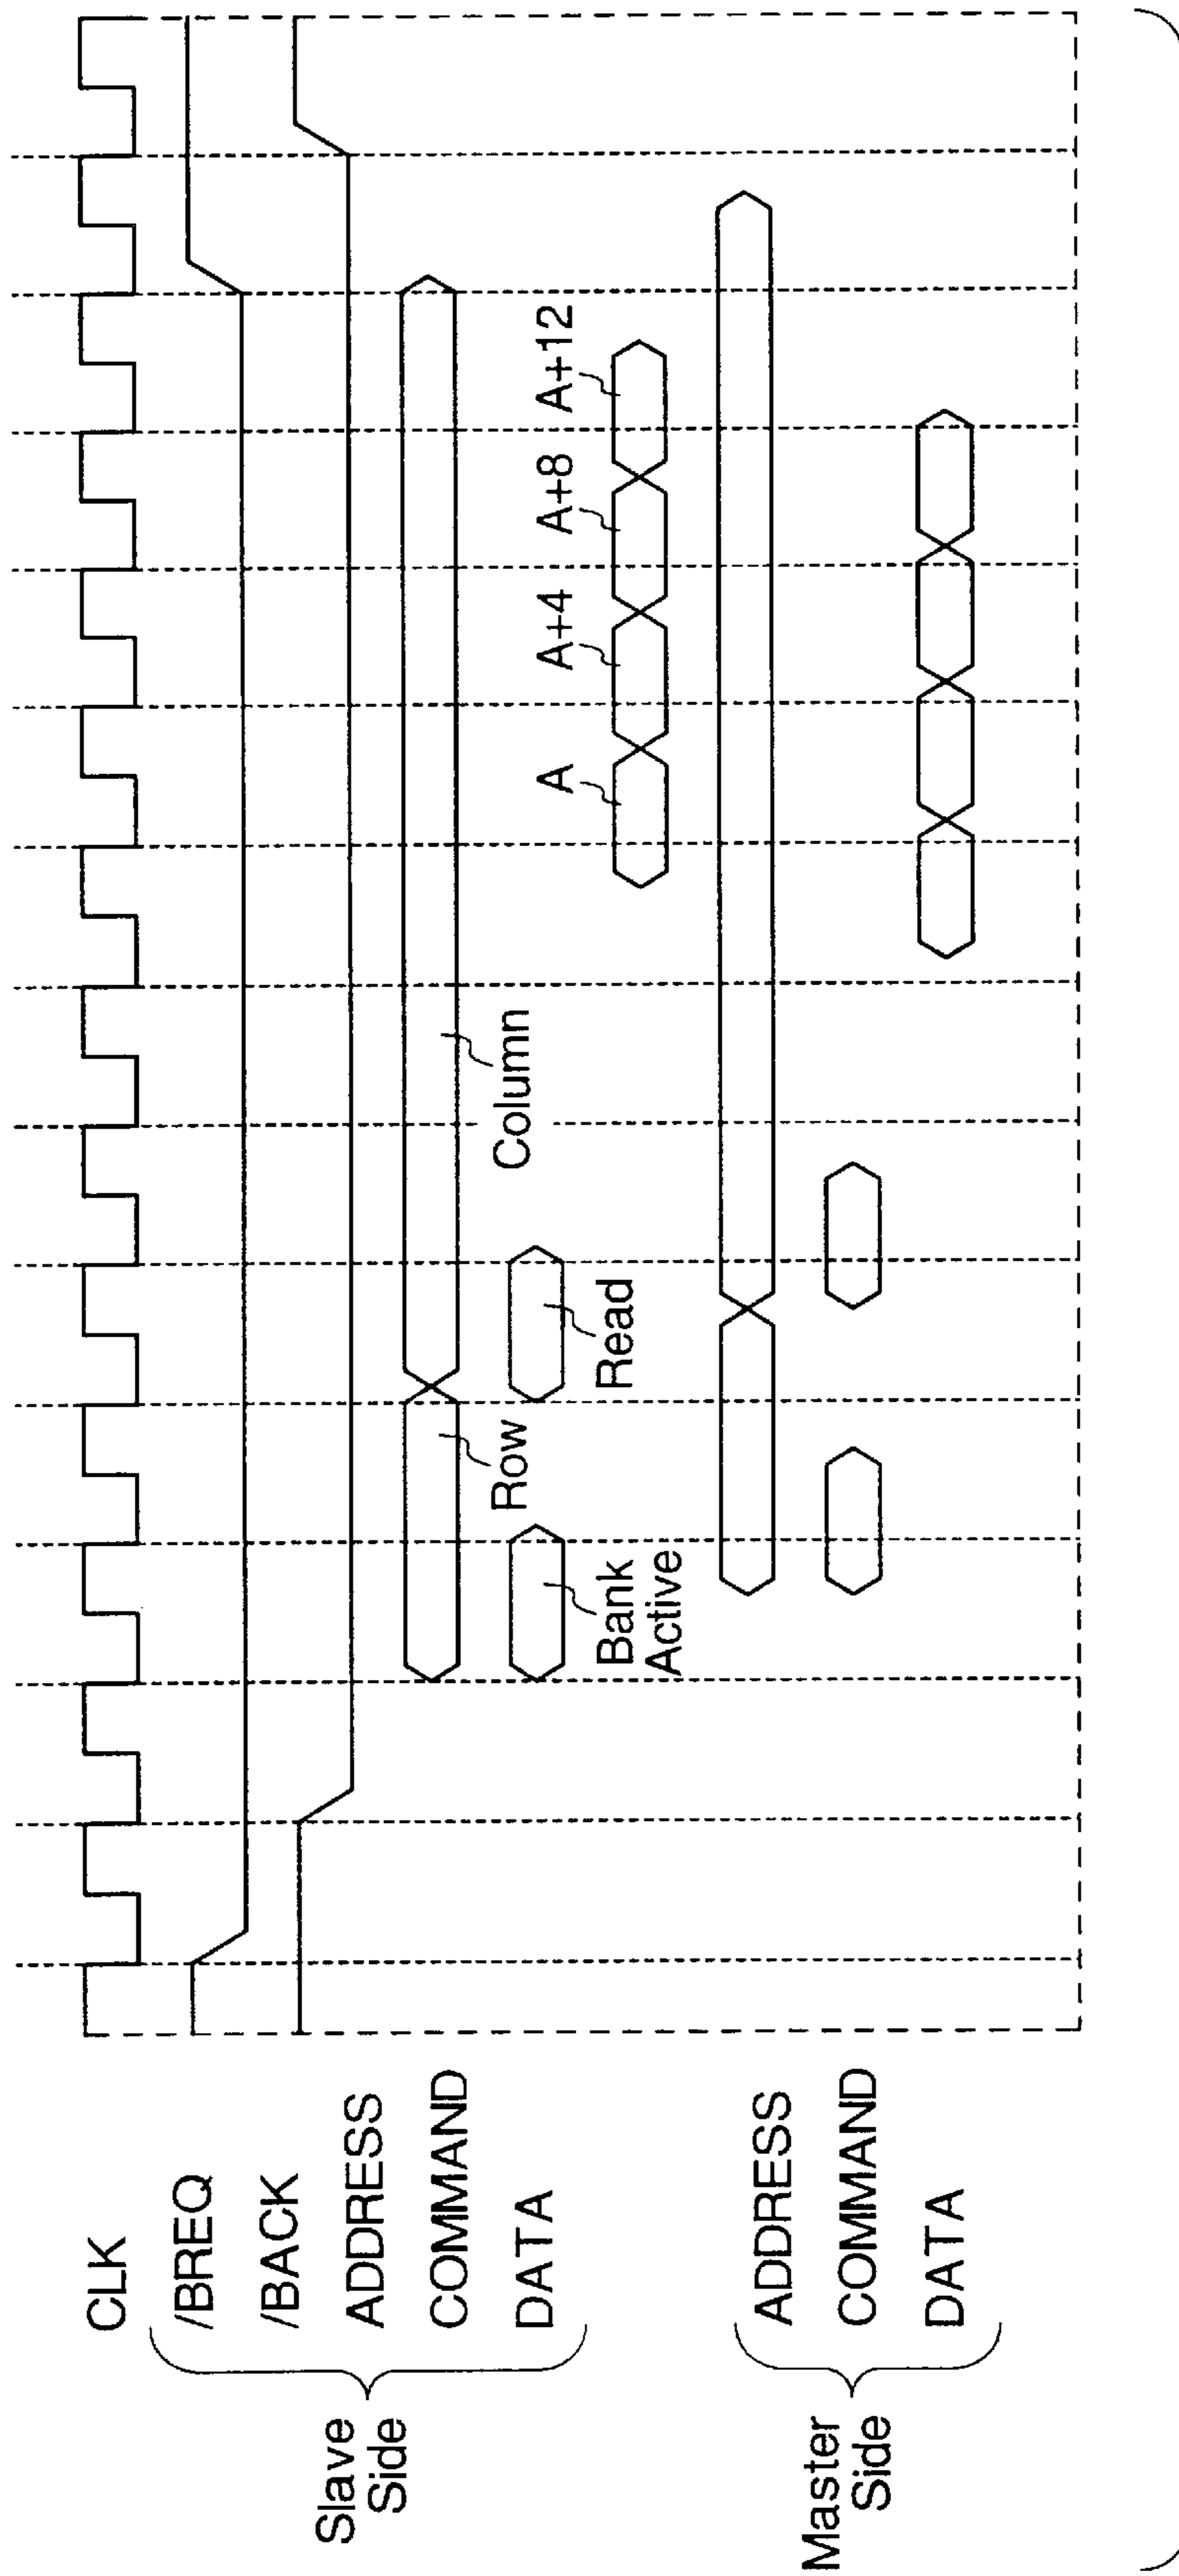 CLK
/BREQ
/BACK
ADDRESS
COMMAND
DATA
Slave
Side
Row
Column
Bank
Active
Read
A
A+4
A+8
A+12
ADDRESS
COMMAND
DATA
Master
Side